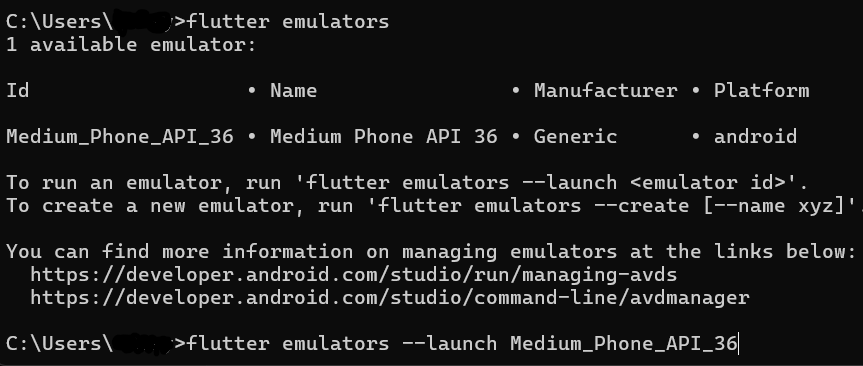 C:\Users\ >flutter emulators
1 available emulator:
Id • Name • Manufacturer • Platform
Medium_Phone_API_36 • Medium Phone API 36 • Generic • android
To run an emulator, run 'flutter emulators --launch <emulator id>'.
To create a new emulator, run 'flutter emulators --create [--name xyz]'.
You can find more information on managing emulators at the links below:
https://developer.android.com/studio/run/managing-avds
https://developer.android.com/studio/command-line/avdmanager
C:\Users\ >flutter emulators --launch Medium_Phone_API_36